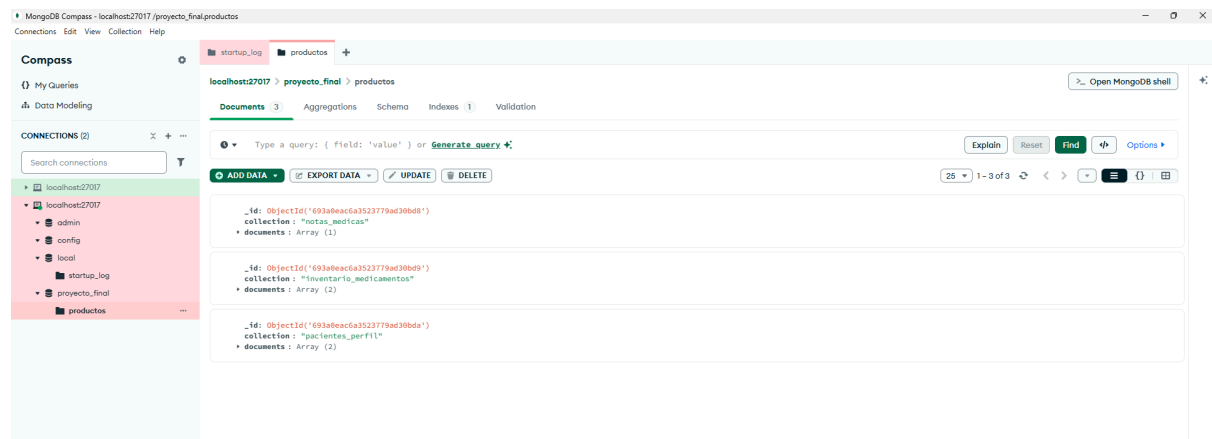 MongoDB Compass - localhost:27017 /proyecto_final.productos
Connections Edit View Collection Help
Compass
{} My Queries
Data Modeling
CONNECTIONS (2)
Search connections
localhost:27017
localhost:27017
admin
config
local
startup_log
proyecto_final
productos
startup_log
productos
localhost:27017 > proyecto_final > productos
>_ Open MongoDB shell
Documents 3 Aggregations Schema Indexes 1 Validation
Type a query: { field: 'value' } or Generate query
Explain Reset Find </> Options
ADD DATA EXPORT DATA UPDATE DELETE
25 1 – 3 of 3
_id: ObjectId('693a0eac6a3523779ad30bd8')
collection : "notas_medicas"
documents : Array (1)
_id: ObjectId('693a0eac6a3523779ad30bd9')
collection : "inventario_medicamentos"
documents : Array (2)
_id: ObjectId('693a0eac6a3523779ad30bda')
collection : "pacientes_perfil"
documents : Array (2)